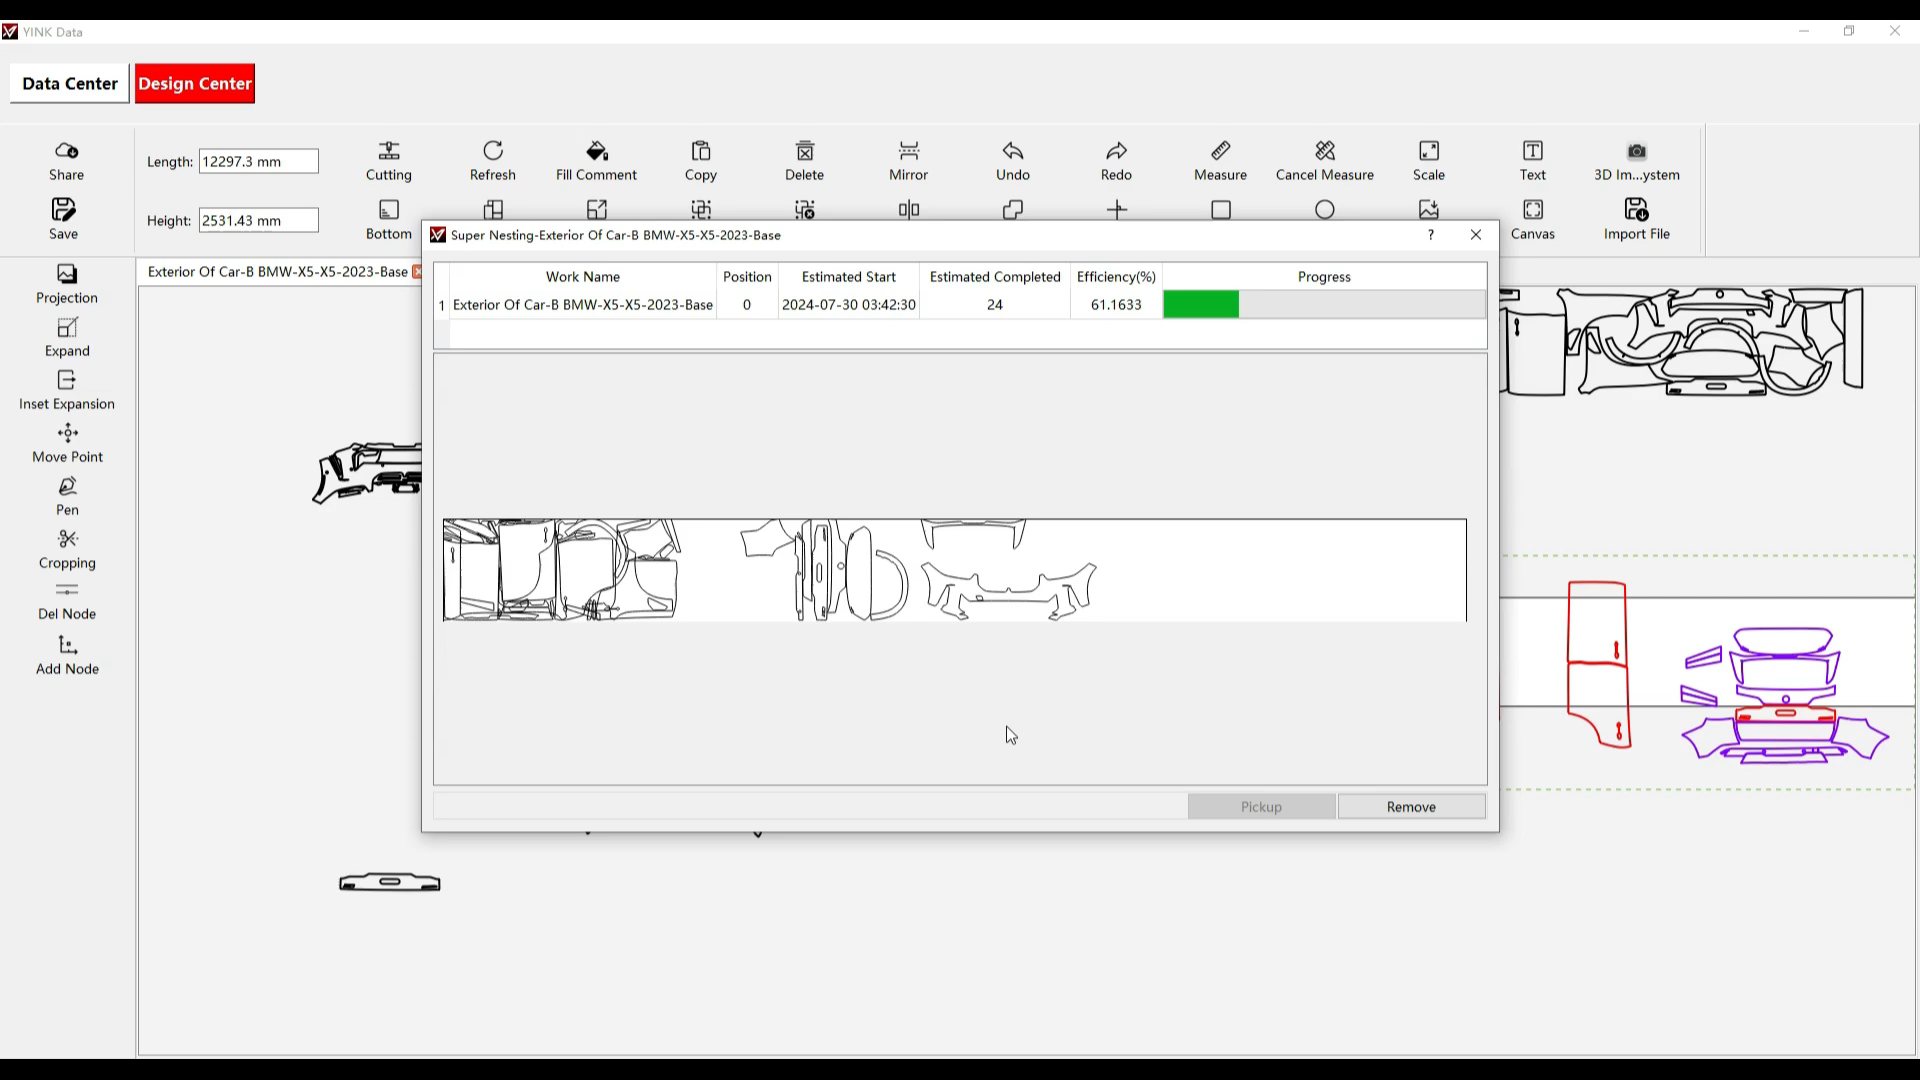 YINK Data
Data Center
Design Center
Share
Length: 12297.3 mm
Cutting
Refresh
Fill Comment
Copy
Delete
Mirror
Undo
Redo
Measure
Cancel Measure
Scale
Text
3D Im...ystem
Save
Height: 2531.43 mm
Bottom
Canvas
Import File
Super Nesting-Exterior Of Car-B BMW-X5-X5-2023-Base
?
Exterior Of Car-B BMW-X5-X5-2023-Base
Work Name Position Estimated Start Estimated Completed Efficiency(%) Progress
1 Exterior Of Car-B BMW-X5-X5-2023-Base 0 2024-07-30 03:42:30 24 61.1633
Projection
Expand
Inset Expansion
Move Point
Pen
Cropping
Del Node
Add Node
Pickup
Remove